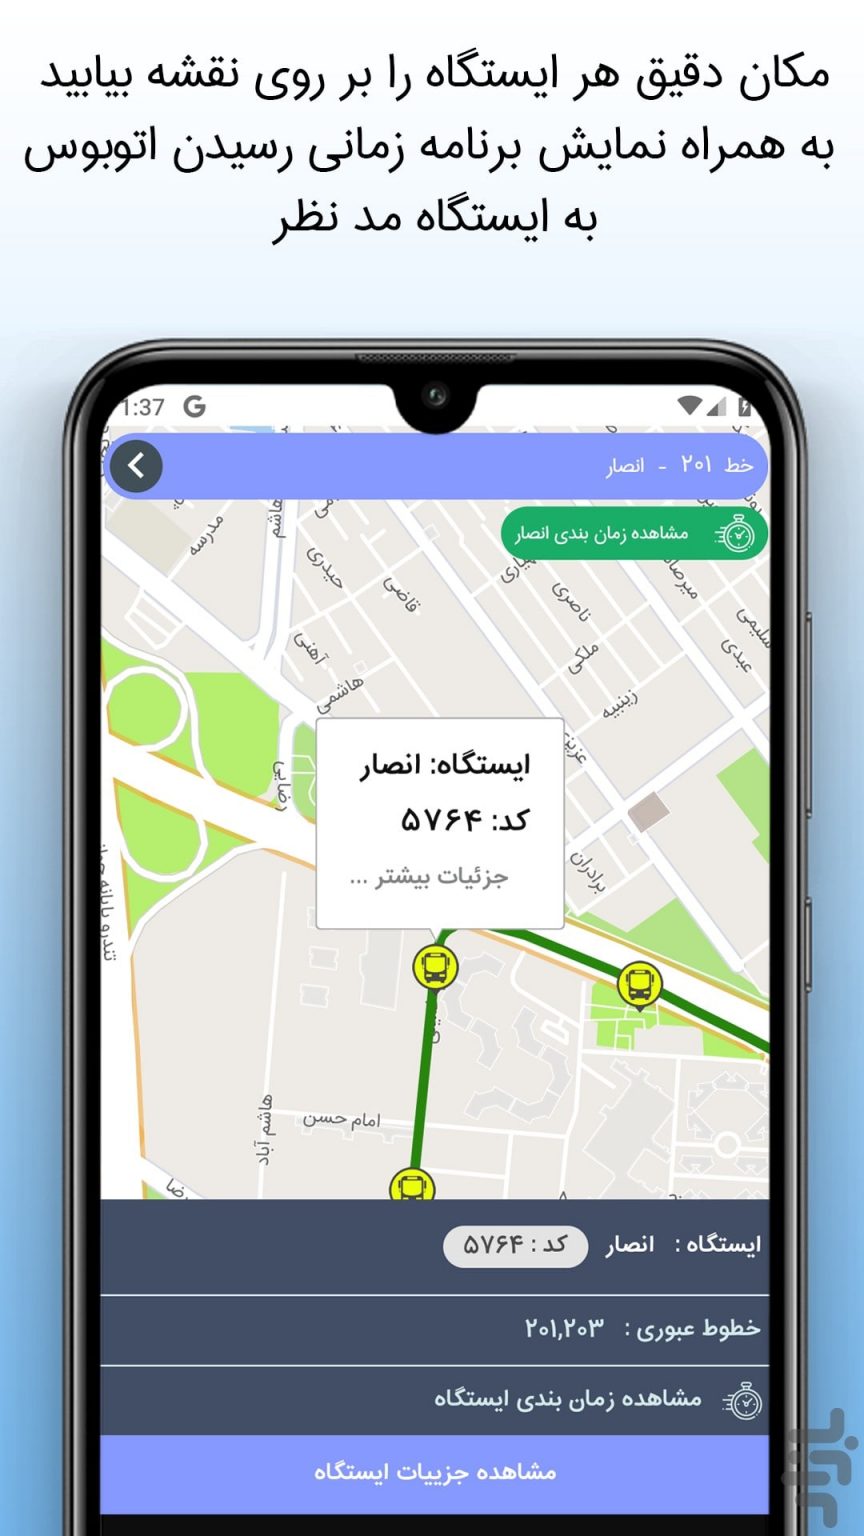 مکان دقیق هر ایستگاه را بر روی نقشه بیابید
به همراه نمایش برنامه زمانی رسیدن اتوبوس
به ایستگاه مد نظر
1:37 G
خط ۲۰۱ - انصار
مشاهده زمان بندی انصار
هاشم
مدرسه
حیدری
قاضی
ناصری
سلیمی
عبدی
ملکی
آهنی
هاشمی
زینبیه
رضایی
برادران
ایستگاه: انصار
کد: ۵۷۶۴
جزئیات بیشتر ...
هاشم آباد
امام حسن
رضا
ایستگاه : انصار کد : ۵۷۶۴
خطوط عبوری : ۲۰۱,۲۰۳
مشاهده زمان بندی ایستگاه
مشاهده جزییات ایستگاه
بازار